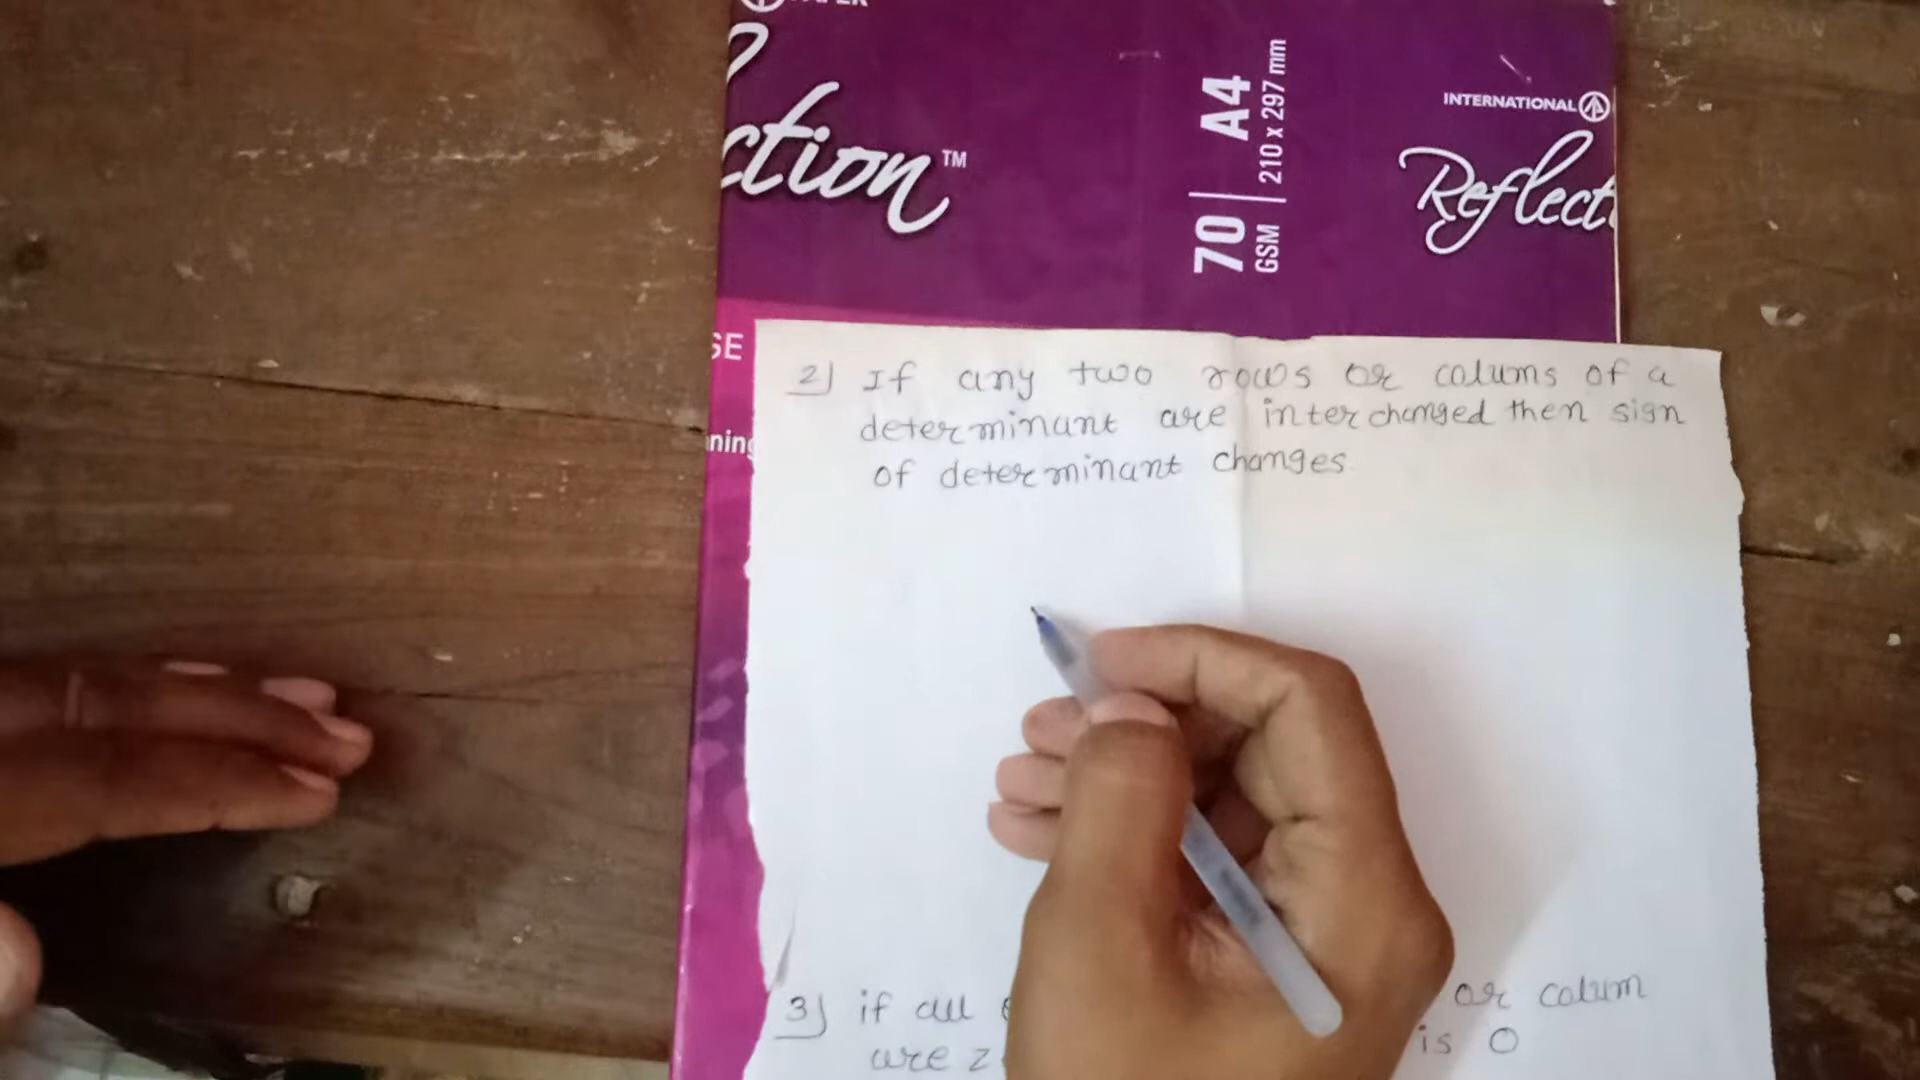 PAPER
ction™
70 GSM | A4 210 x 297 mm
INTERNATIONAL
Reflect
SE
ning
2) If any two rows or colums of a
determinant are interchanged then sign
of determinant changes.
3) if all or colum
are is 0